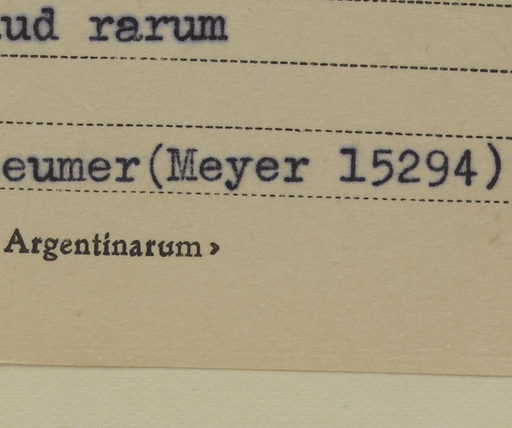 ud rarum
eumer(Meyer 15294)
Argentinarum »